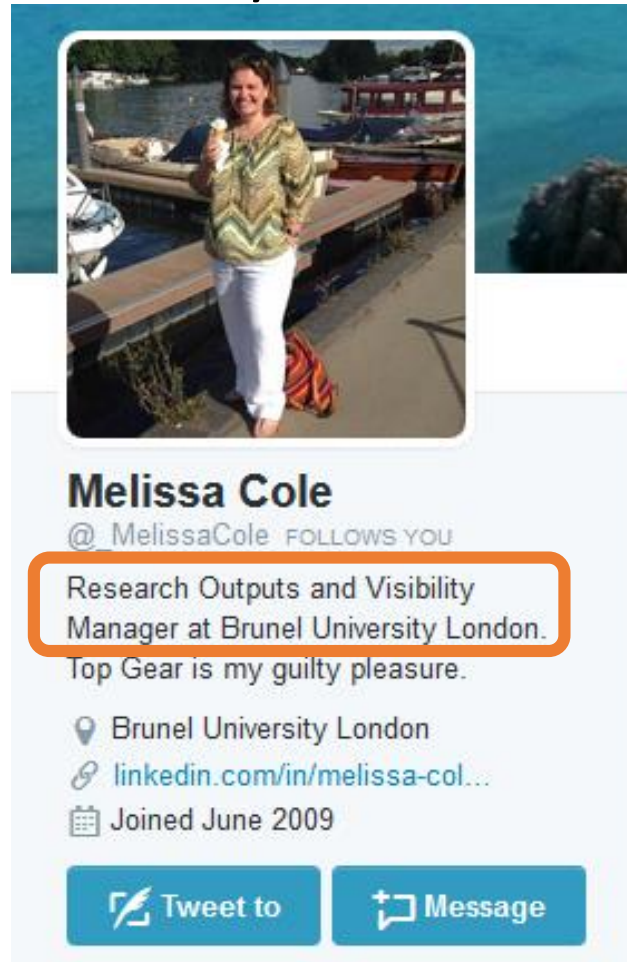 Melissa Cole
@_MelissaCole FOLLOWS YOU
Research Outputs and Visibility
Manager at Brunel University London.
Top Gear is my guilty pleasure.
Brunel University London
linkedin.com/in/melissa-col...
Joined June 2009
Tweet to
Message